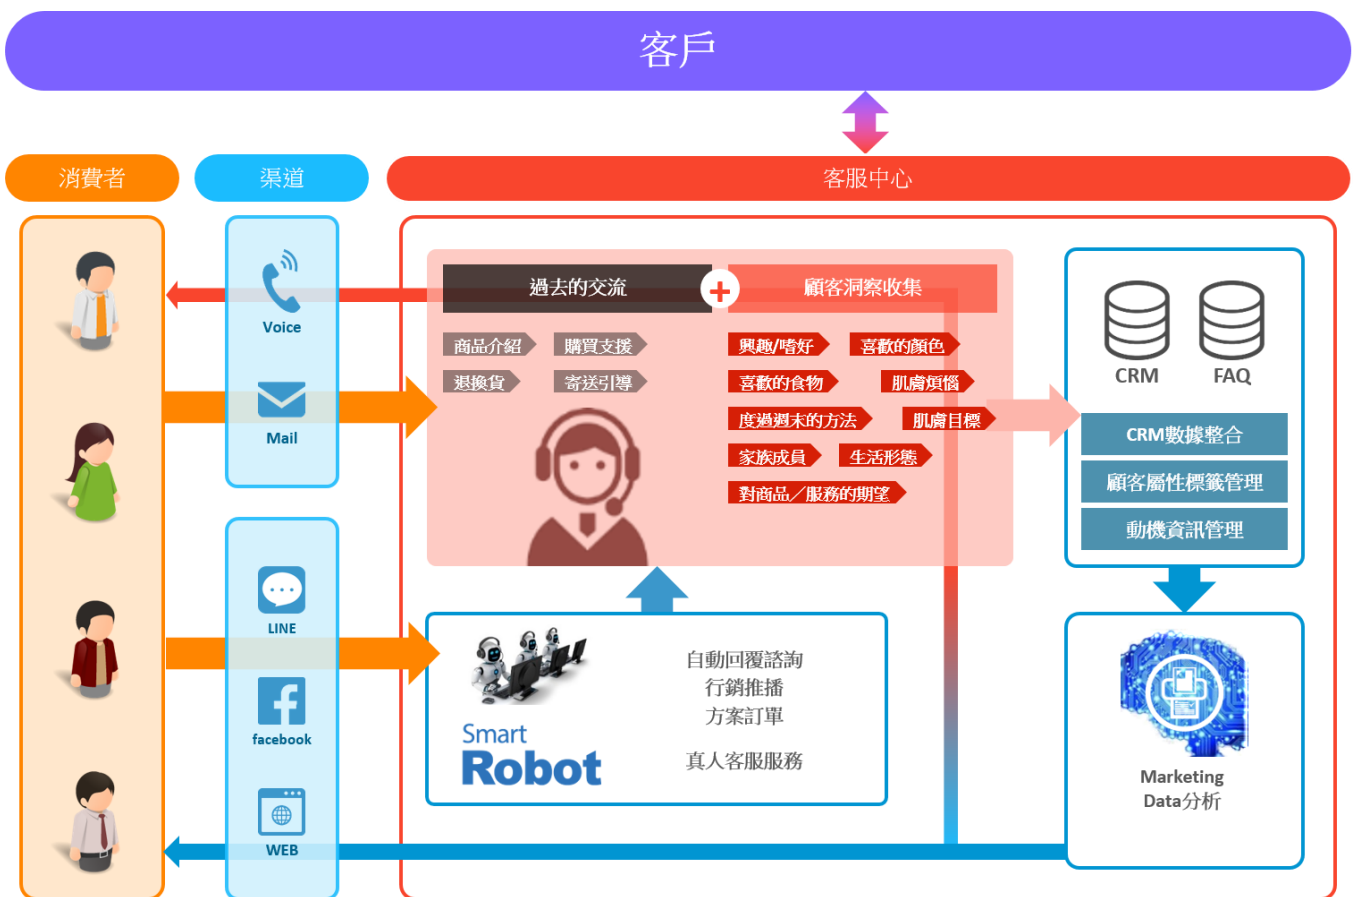 客戶
消費者
渠道
客服中心
Voice
Mail
LINE
facebook
WEB
過去的交流
+
顧客洞察收集
商品介紹
購買支援
退換貨
寄送引導
興趣/嗜好
喜歡的顏色
喜歡的食物
肌膚煩惱
度過週末的方法
肌膚目標
家族成員
生活形態
對商品／服務的期望
Smart
Robot
自動回覆諮詢
行銷推播
方案訂單
真人客服服務
CRM
FAQ
CRM數據整合
顧客屬性標籤管理
動機資訊管理
Marketing
Data分析